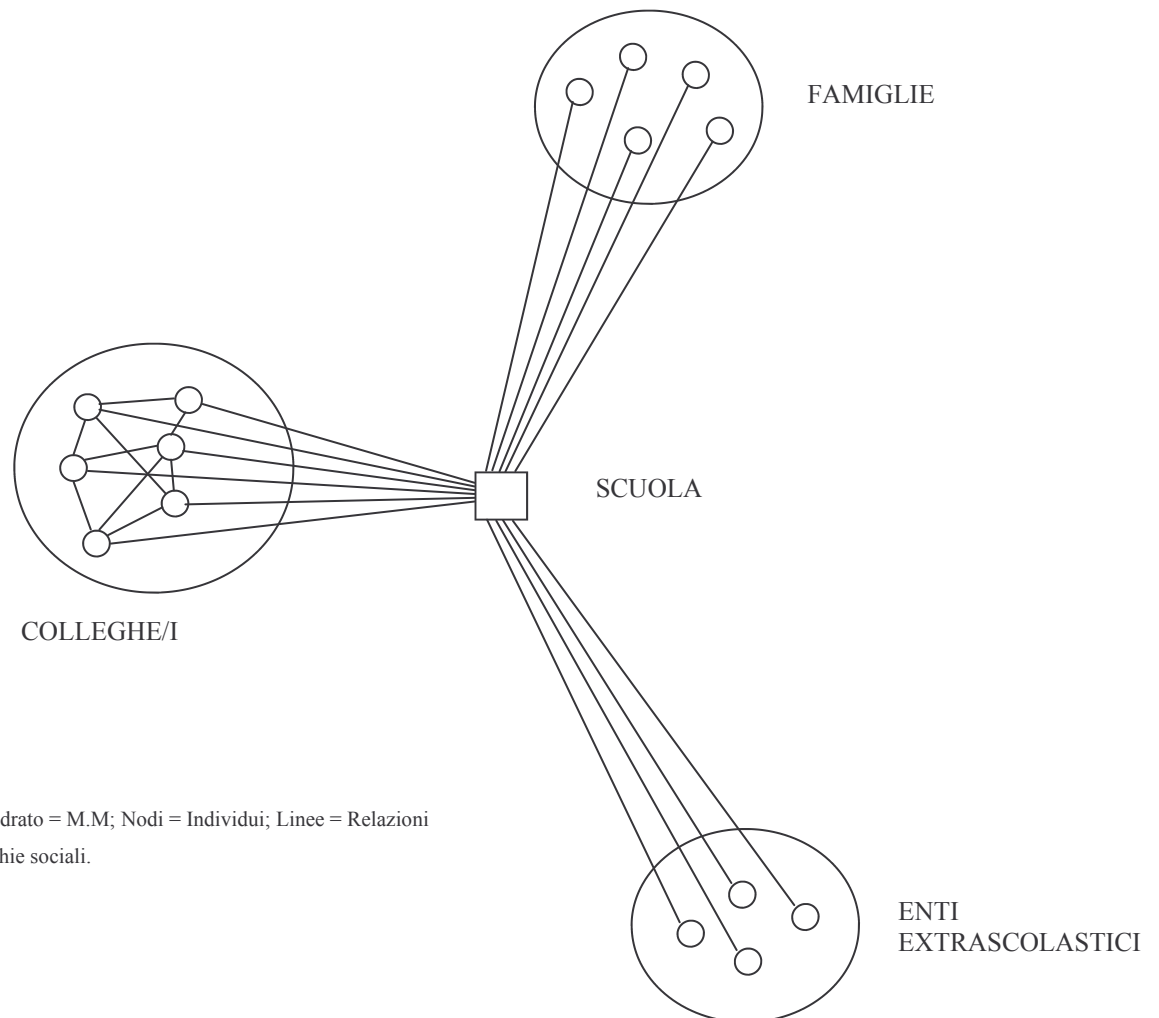 FAMIGLIE
SCUOLA
COLLEGHE/I
drato = M.M; Nodi = Individui; Linee = Relazioni
hie sociali.
ENTI
EXTRASCOLASTICI